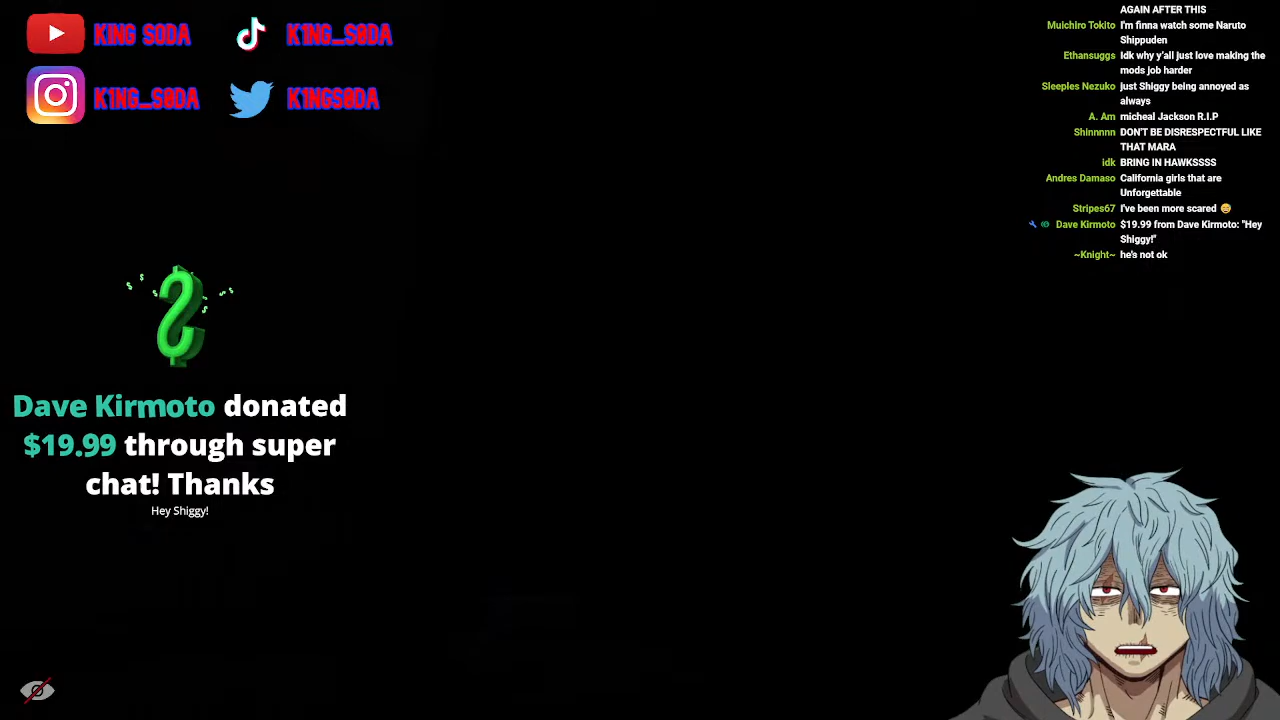 KING SODA
K1NG_S0DA
K1NG_S0DA
K1NGS0DA
Dave Kirmoto donated
$19.99 through super
chat! Thanks
Hey Shiggy!
AGAIN AFTER THIS
Muichiro Tokito I'm finna watch some Naruto
Shippuden
Ethansuggs Idk why y'all just love making the
mods job harder
Sleeples Nezuko just Shiggy being annoyed as
always
A. Am micheal Jackson R.I.P
Shinnnnn DON'T BE DISRESPECTFUL LIKE
THAT MARA
idk BRING IN HAWKSSSS
Andres Damaso California girls that are
Unforgettable
Stripes67 I've been more scared 😄
Dave Kirmoto $19.99 from Dave Kirmoto: "Hey
Shiggy!"
~Knight~ he's not ok